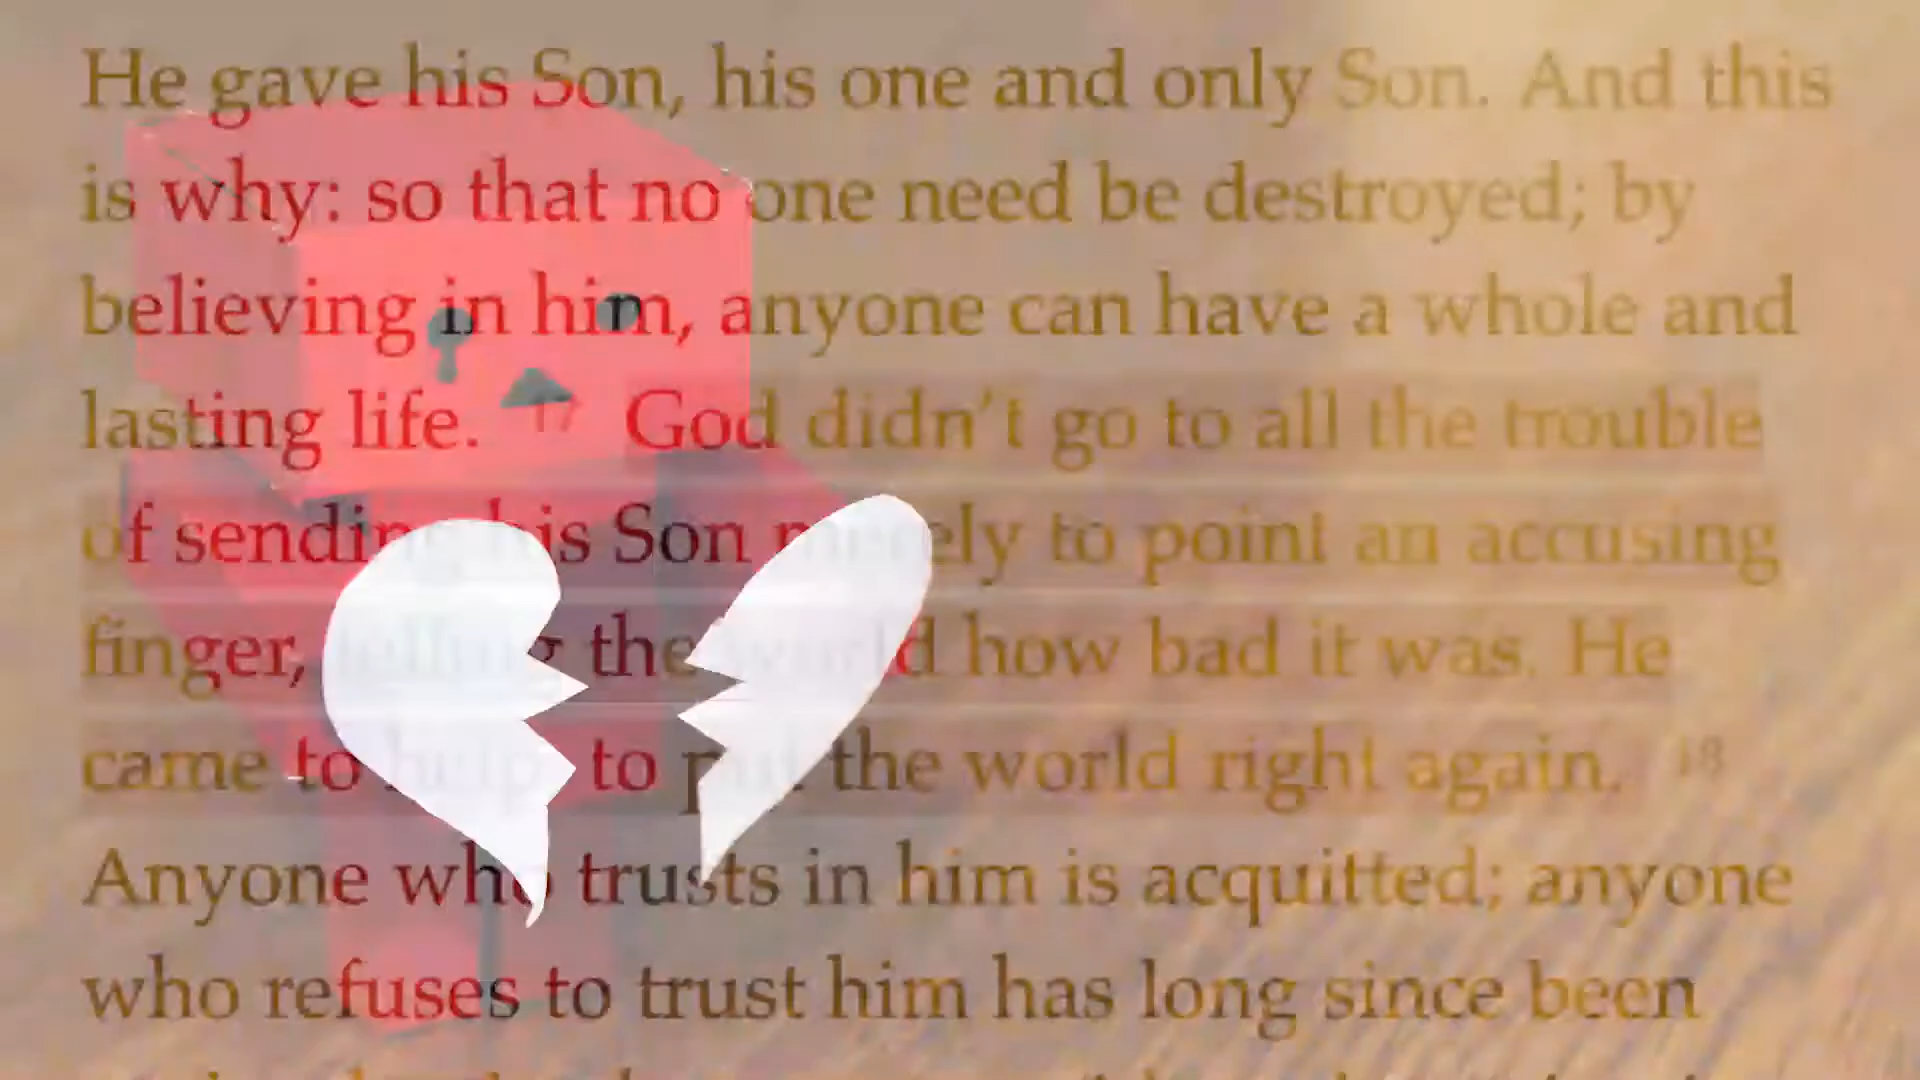 He gave his Son, his one and only Son. And this
is why: so that no one need be destroyed; by
believing in him, anyone can have a whole and
lasting life. 17 God didn't go to all the trouble
of sending his Son merely to point an accusing
finger, telling the world how bad it was. He
came to help, to put the world right again. 18
Anyone who trusts in him is acquitted; anyone
who refuses to trust him has long since been